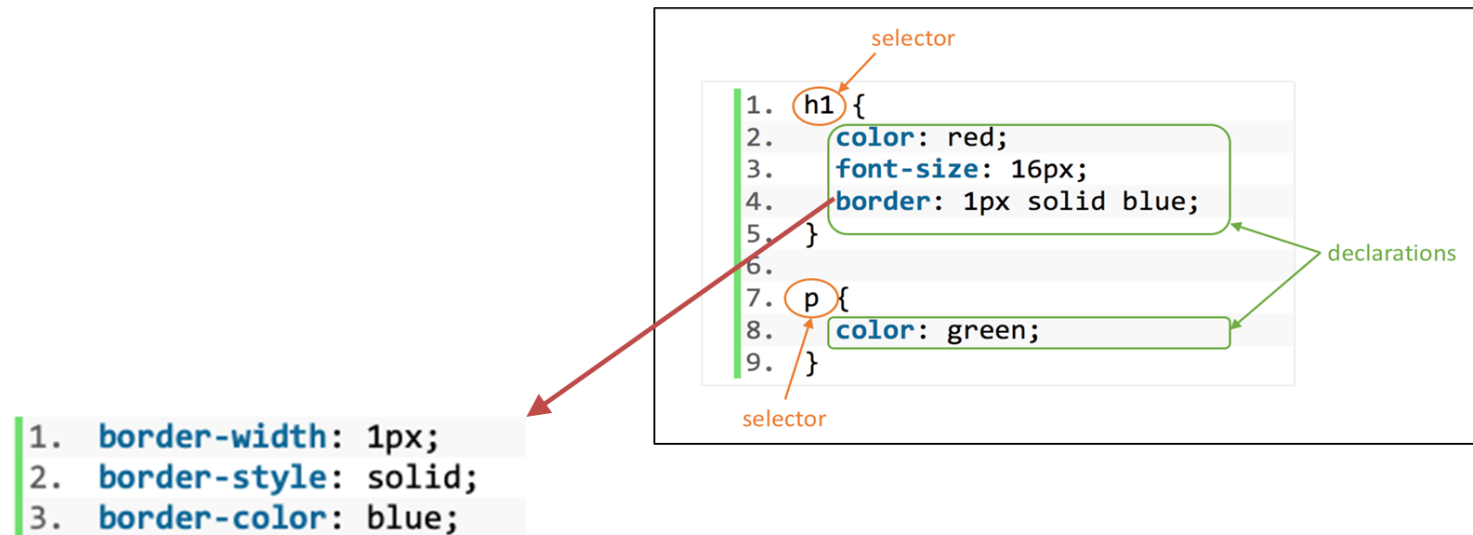 selector
1. h1 {
2. color: red;
3. font-size: 16px;
4. border: 1px solid blue;
5. }
6.
7. p {
8. color: green;
9. }
declarations
selector
1. border-width: 1px;
2. border-style: solid;
3. border-color: blue;